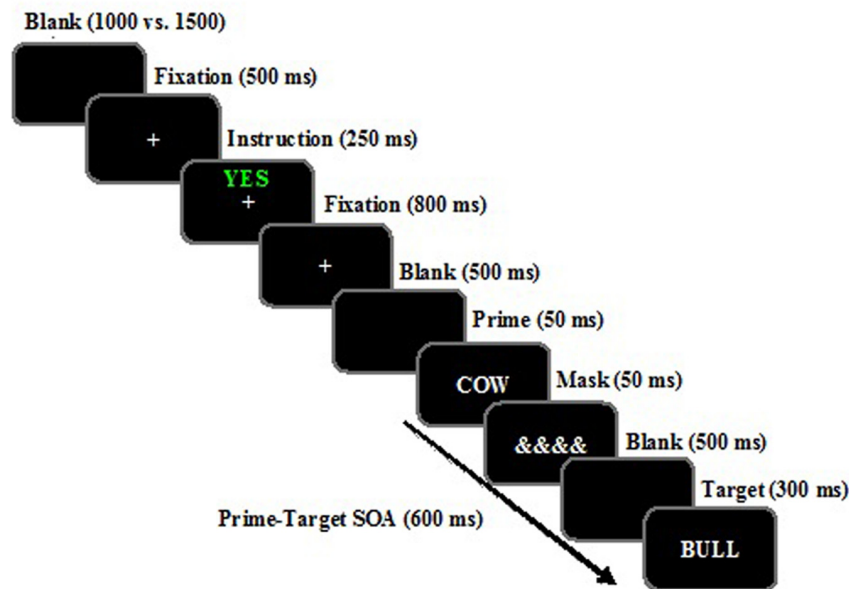 Blank (1000 vs. 1500)
Fixation (500 ms)
+
Instruction (250 ms)
YES
+
Fixation (800 ms)
+
Blank (500 ms)
Prime (50 ms)
COW
Mask (50 ms)
&&&&
Blank (500 ms)
Target (300 ms)
Prime-Target SOA (600 ms)
BULL